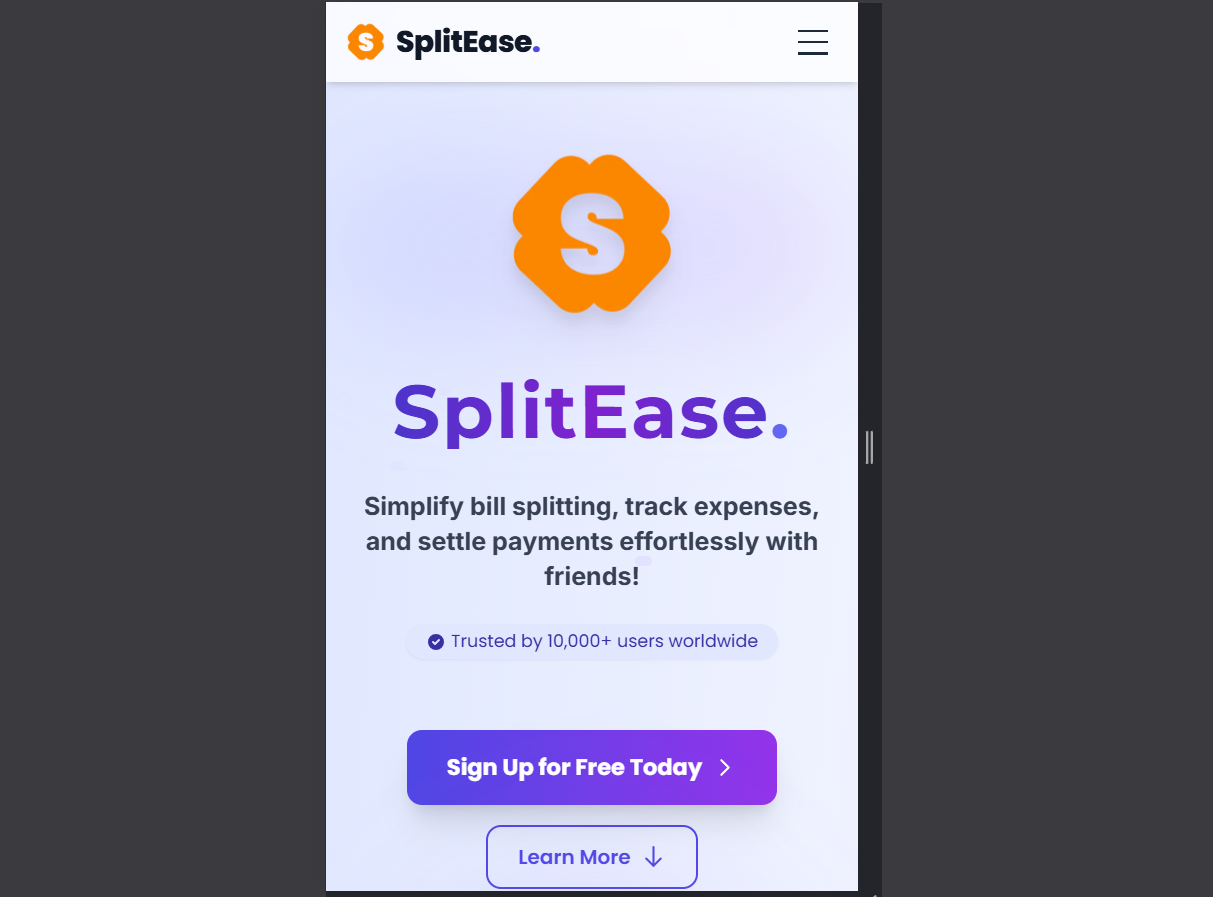 S SplitEase.
S
SplitEase.
Simplify bill splitting, track expenses,
and settle payments effortlessly with
friends!
Trusted by 10,000+ users worldwide
Sign Up for Free Today
Learn More